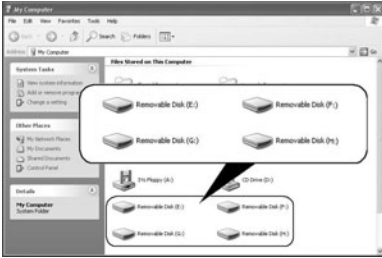 My Computer
File Edit View Favorites Tools Help
Back Search Folders
Address My Computer Go
System Tasks
View system information
Add or remove programs
Change a setting
Other Places
My Network Places
My Documents
Shared Documents
Control Panel
Details
My Computer
System Folder
Files Stored on This Computer
Removable Disk (E:) Removable Disk (F:)
Removable Disk (G:) Removable Disk (H:)
3½ Floppy (A:) CD Drive (D:)
Removable Disk (E:) Removable Disk (F:)
Removable Disk (G:) Removable Disk (H:)